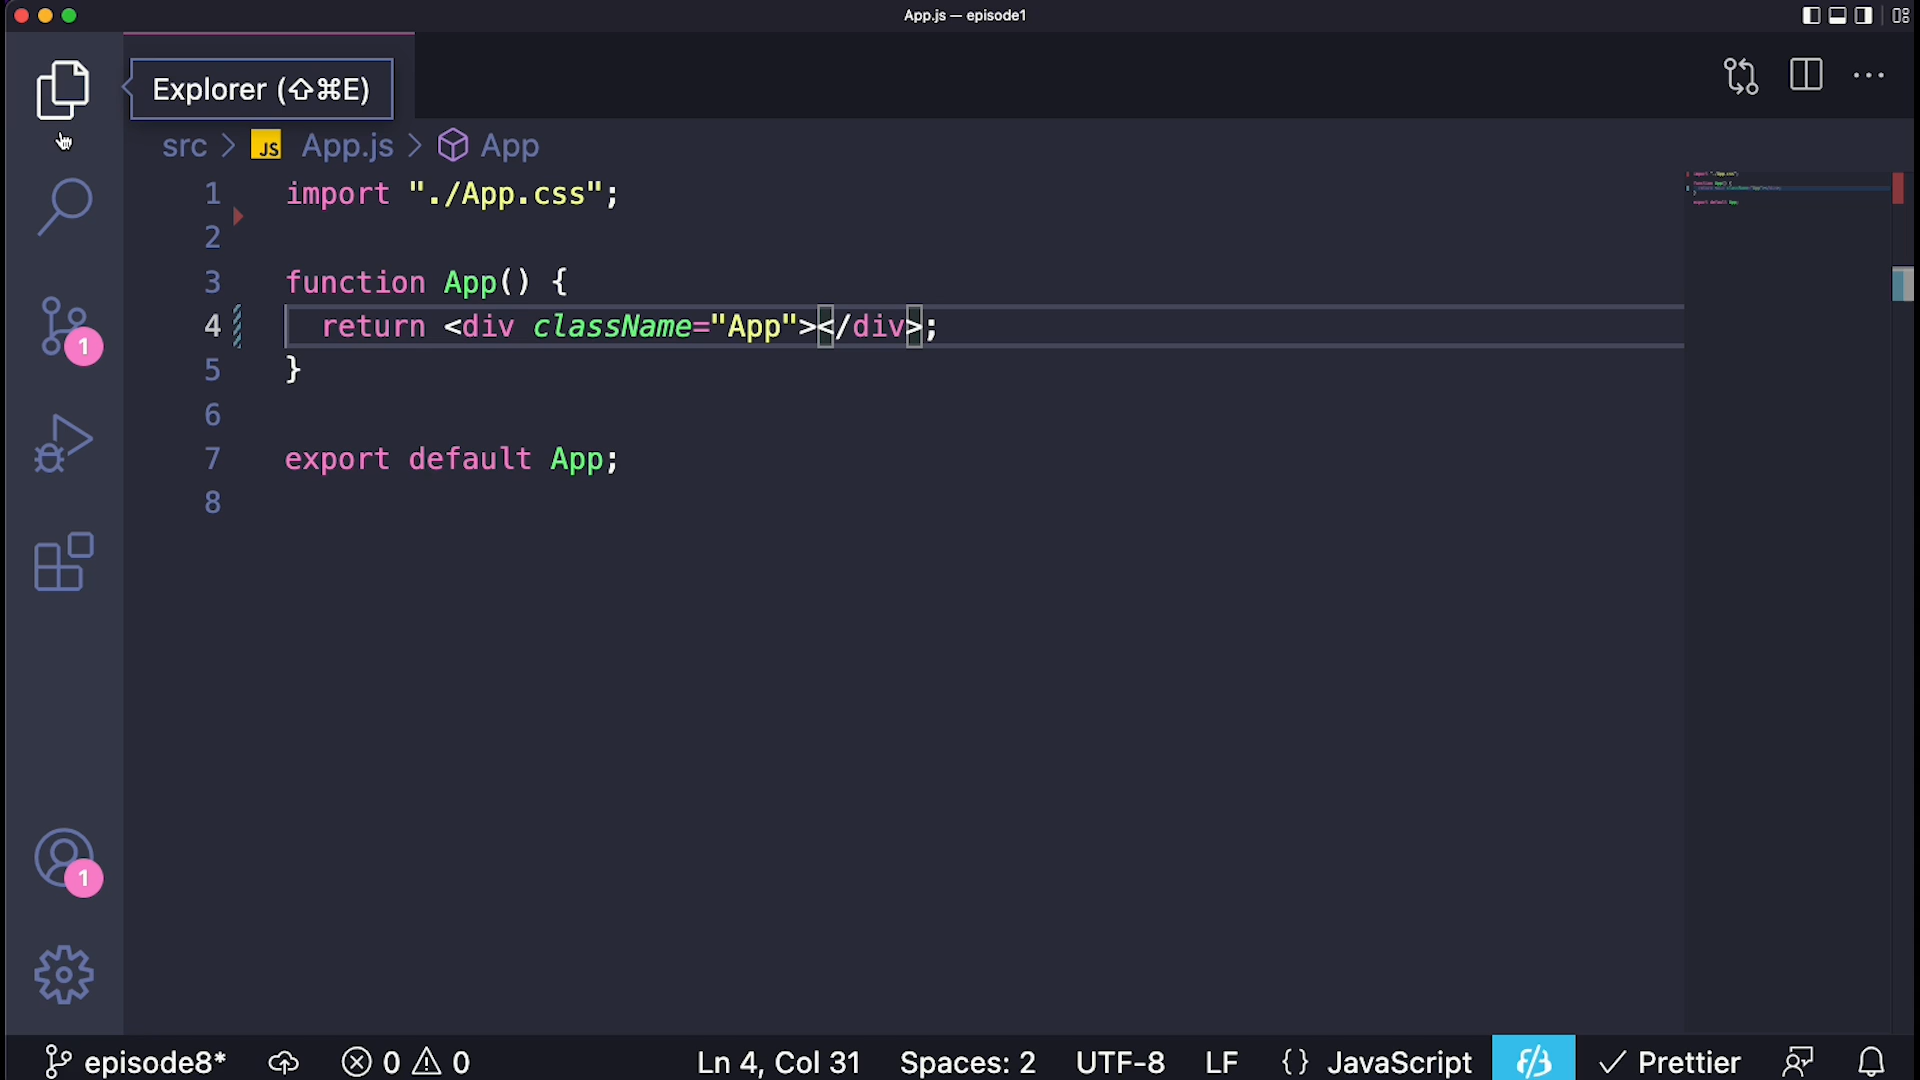 App.js — episode1
Explorer (⇧⌘E)
src > JS App.js > App
1 import "./App.css";
2
3 function App() {
4 return <div className="App"></div>;
5 }
6
7 export default App;
8
1
1
episode8* 0 0 Ln 4, Col 31 Spaces: 2 UTF-8 LF {} JavaScript Prettier